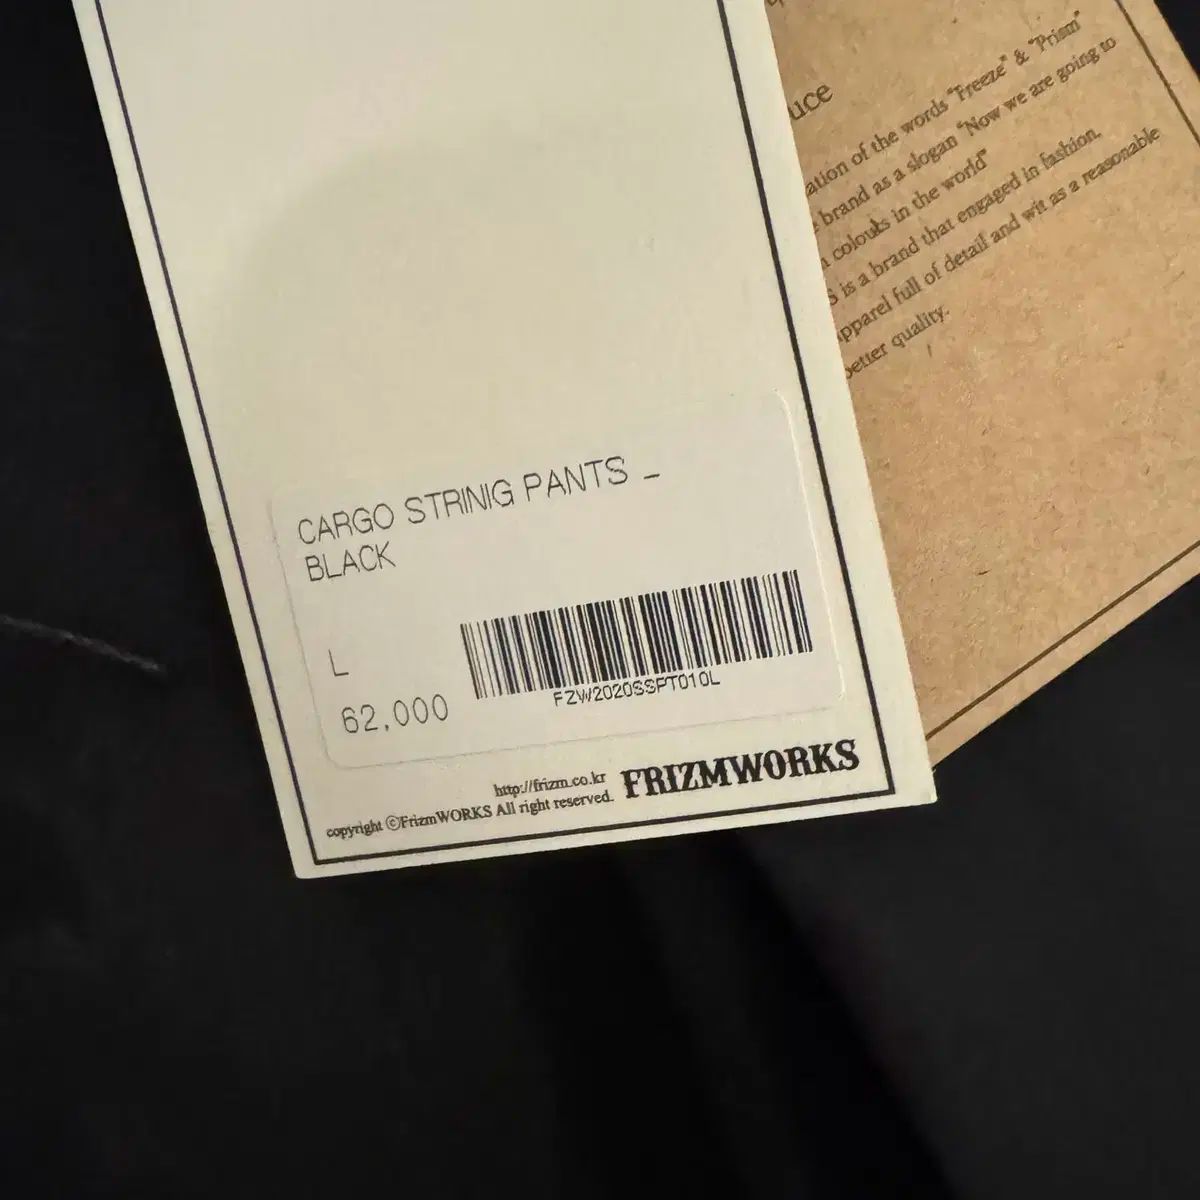 CARGO STRINIG PANTS _
BLACK
L
62,000
FZW2020SSPT010L
http://frizm.co.kr
copyright ©FrizmWORKS All right reserved.
FRIZMWORKS
uce
ation of the words "Freeze" & "Prism"
brand as a slogan "Now we are going to
colours in the world"
S is a brand that engaged in fashion.
pparel full of detail and wit as a reasonable
better quality.